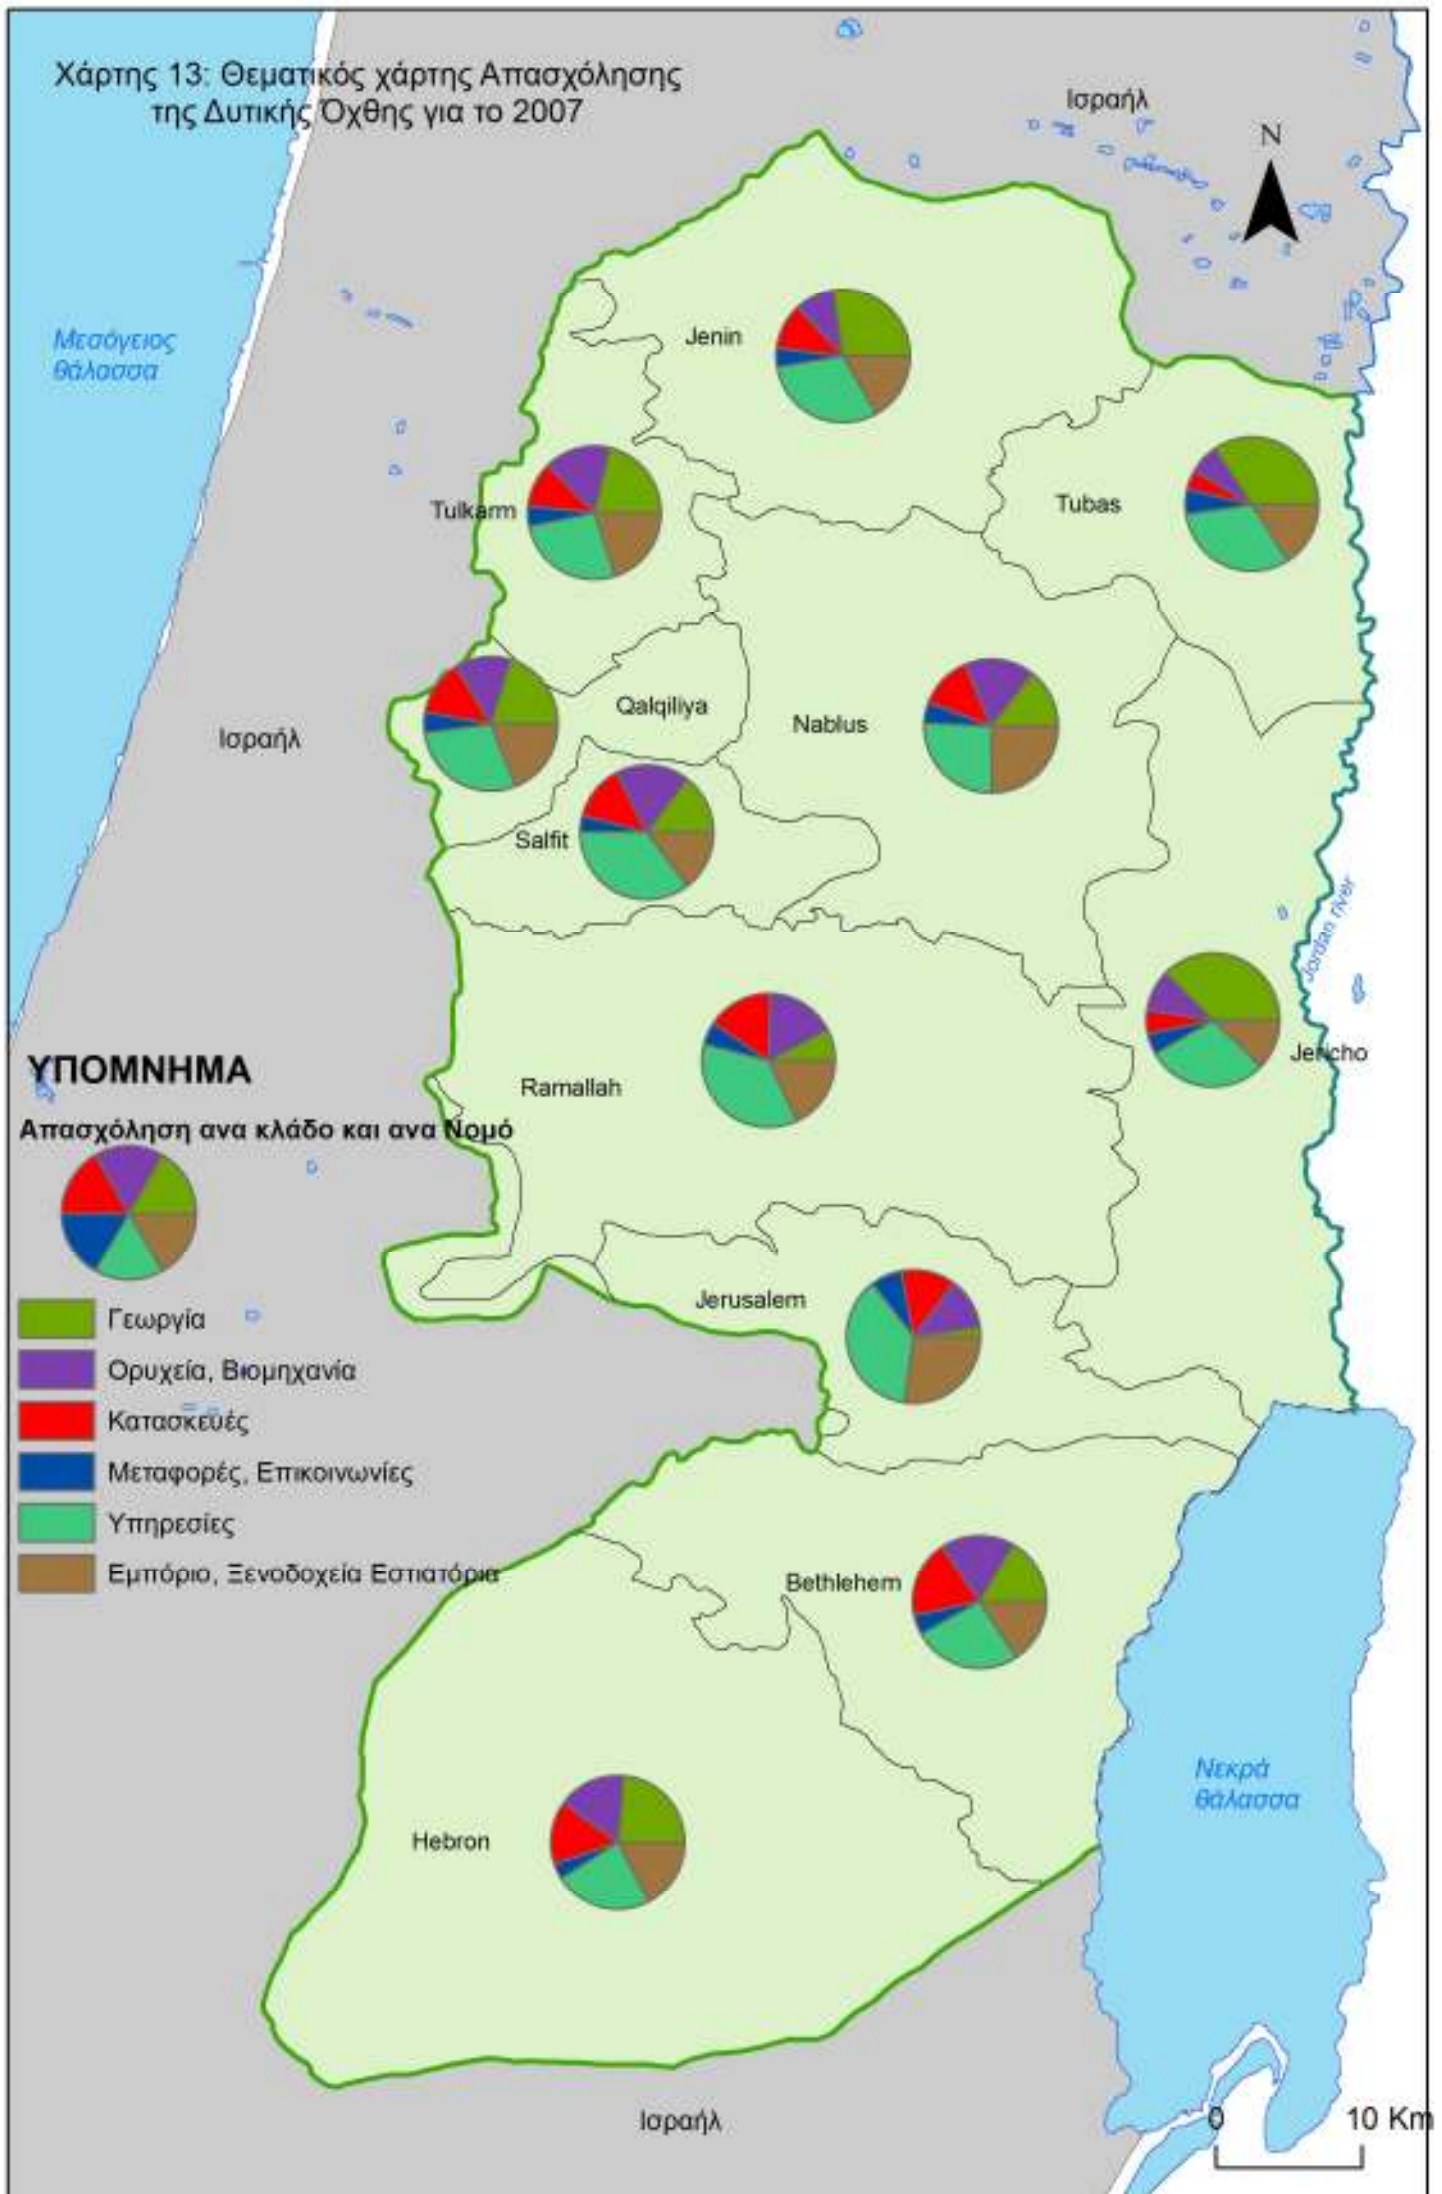 Χάρτης 13: Θεματικός χάρτης Απασχόλησης
της Δυτικής Όχθης για το 2007
Ισραήλ
N
Μεσόγειος
θάλασσα
Jenin
Tulkarm
Tubas
Qalqiliya
Nablus
Ισραήλ
Salfit
Jordan river
Jericho
Ramallah
ΥΠΟΜΝΗΜΑ
Απασχόληση ανα κλάδο και ανα Νομό
Γεωργία
Ορυχεία, Βιομηχανία
Κατασκευές
Μεταφορές, Επικοινωνίες
Υπηρεσίες
Εμπόριο, Ξενοδοχεία Εστιατόρια
Jerusalem
Bethlehem
Νεκρά
θάλασσα
Hebron
Ισραήλ
0 10 Km